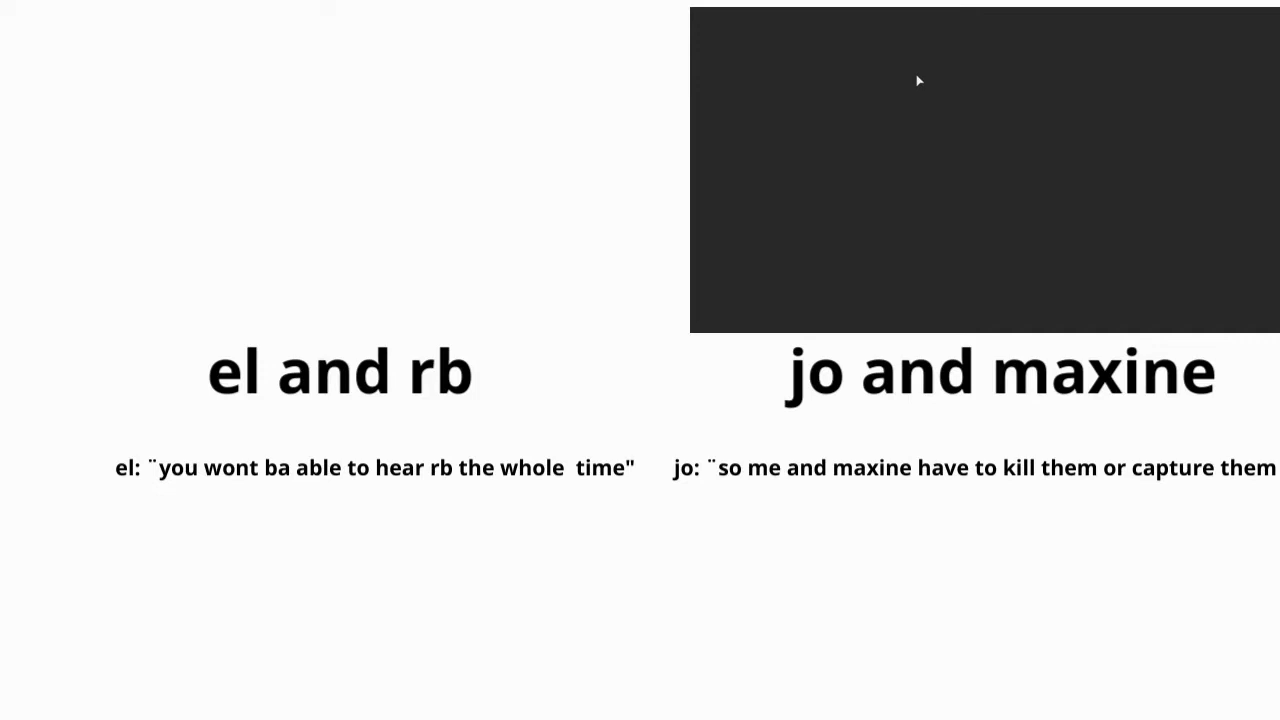 el and rb
jo and maxine
el: ¨you wont ba able to hear rb the whole  time"
jo: ¨so me and maxine have to kill them or capture them